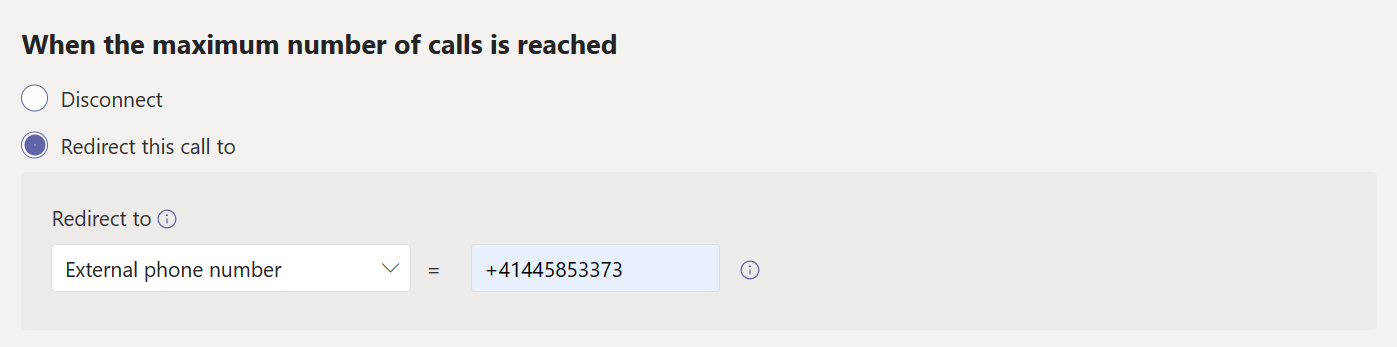 When the maximum number of calls is reached
Disconnect
Redirect this call to
Redirect to
External phone number = +41445853373